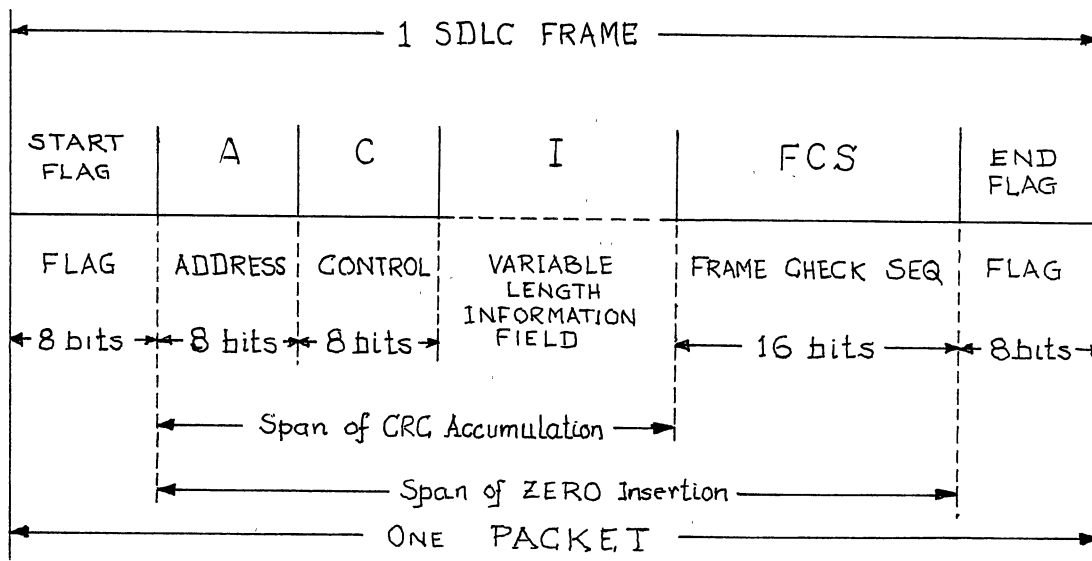 1 SDLC FRAME
START
FLAG
A
C
I
FCS
END
FLAG
FLAG
ADDRESS
CONTROL
VARIABLE
LENGTH
INFORMATION
FIELD
FRAME CHECK SEQ
FLAG
8 bits
8 bits
8 bits
16 bits
8 bits
Span of CRC Accumulation
Span of ZERO Insertion
ONE PACKET